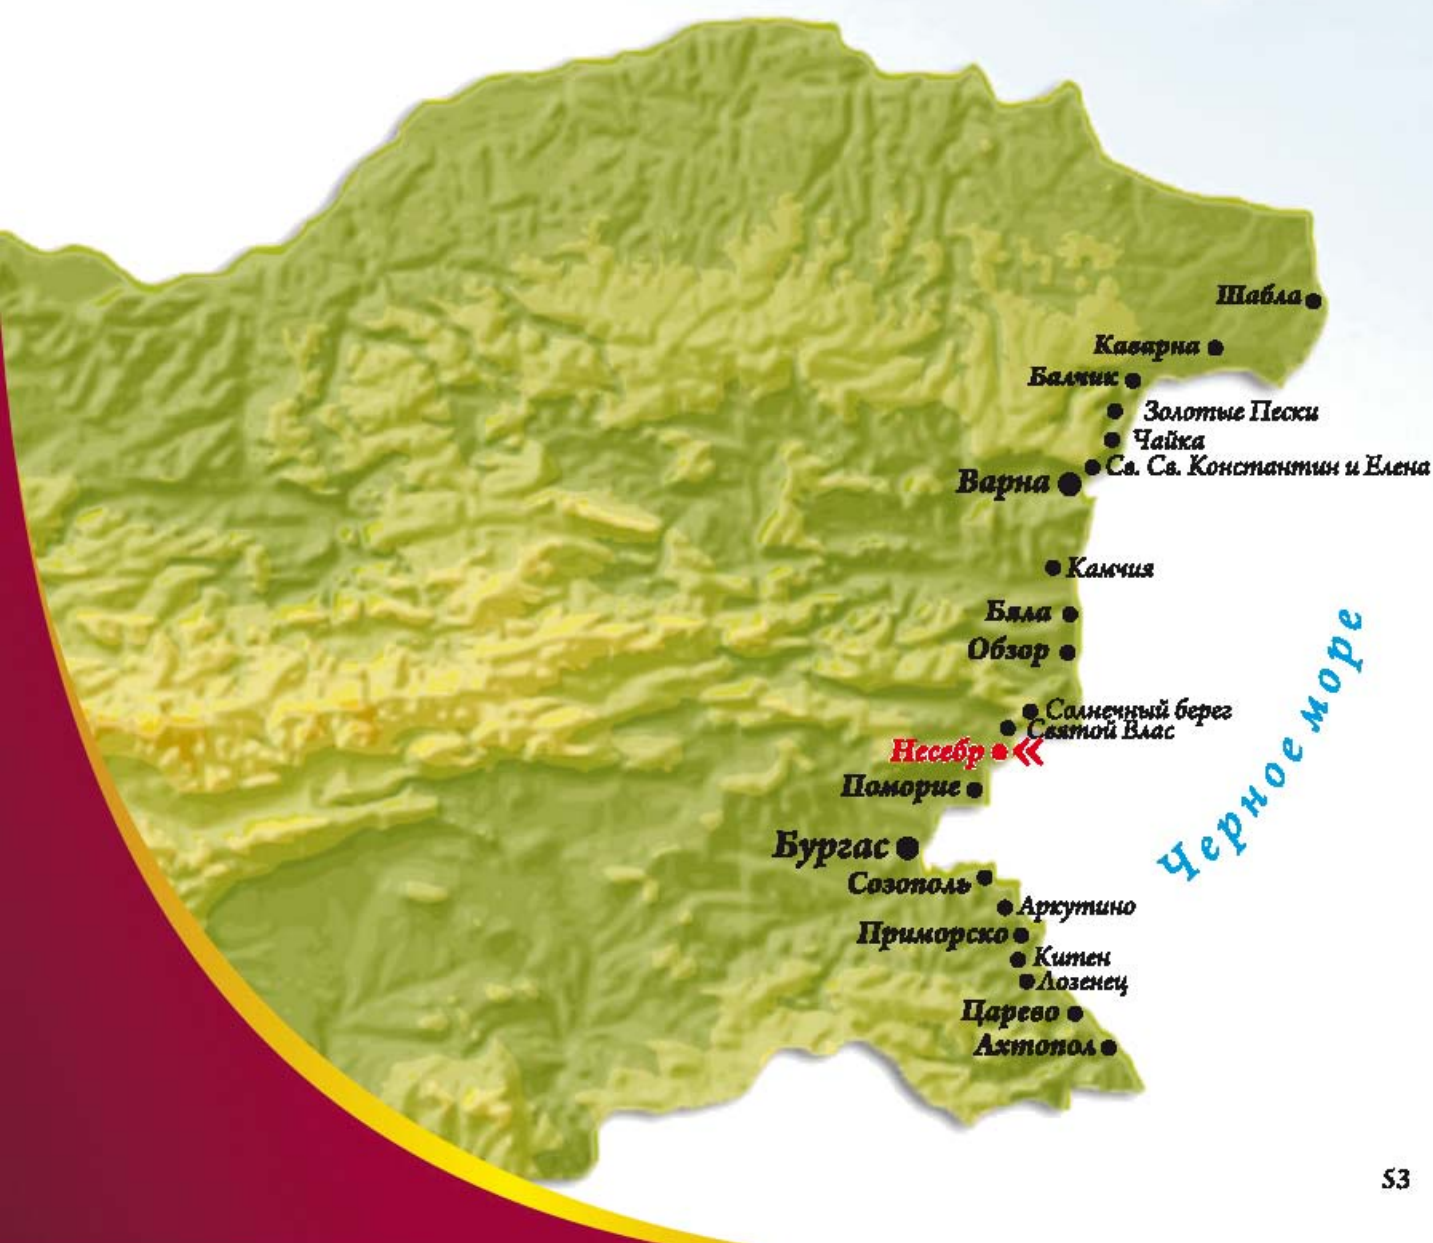 Шабла
Каварна
Балчик
Золотые Пески
Чайка
Св. Св. Константин и Елена
Варна
Камчия
Бяла
Обзор
Солнечный берег
Святой Влас
Несебр
Поморие
Черное море
Бургас
Созополь
Аркутино
Приморско
Китен
Лозенец
Царево
Ахтопол
53